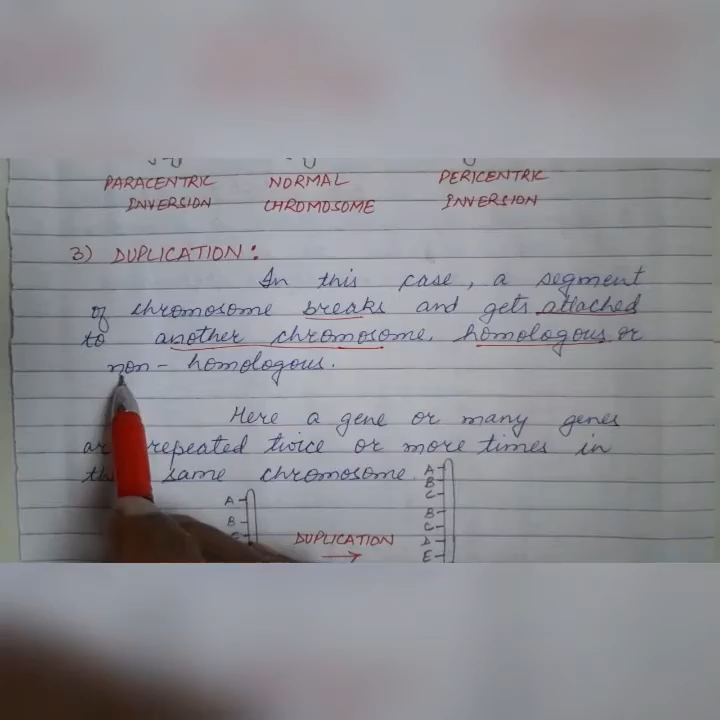 PARACENTRIC NORMAL PERICENTRIC
INVERSION CHROMOSOME INVERSION
3) DUPLICATION:
In this case, a segment
of chromosome breaks and gets attached
to another chromosome, homologous or
non-homologous.
Here a gene or many genes
repeated twice or more times in
same chromosome.
A
B
DUPLICATION
A
B
C
B
C
D
E